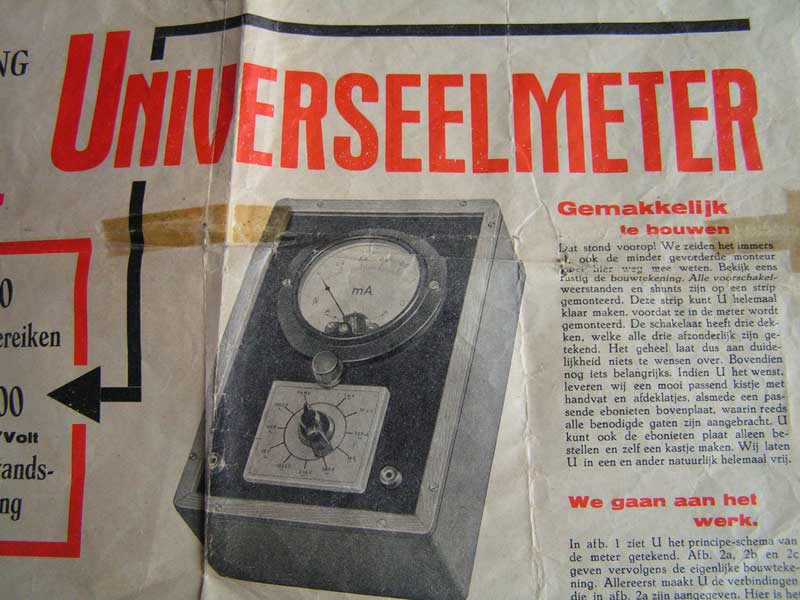 NG
UNIVERSEELMETER
0
ereiken
00
/Volt
tands-
ng
mA
Gemakkelijk
te bouwen
Dat stond voorop! We zeiden het immers
ook de minder gevorderde monteur
moet hier weg mee weten. Bekijk eens
rustig de bouwtekening. Alle voorschakel-
weerstanden en shunts zijn op een strip
gemonteerd. Deze strip kunt U helemaal
klaar maken, voordat ze in de meter wordt
gemonteerd. De schakelaar heeft drie dek-
ken, welke alle drie afzonderlijk zijn ge-
tekend. Het geheel laat dus aan duide-
lijkheid niets te wensen over. Bovendien
nog iets belangrijks. Indien U het wenst,
leveren wij een mooi passend kistje met
handvat en afdeklatjes, alsmede een pas-
sende ebonieten bovenplaat, waarin reeds
alle benodigde gaten zijn aangebracht. U
kunt ook de ebonieten plaat alleen be-
stellen en zelf een kastje maken. Wij laten
U in een en ander natuurlijk helemaal vrij.
We gaan aan het
werk.
In afb. 1 ziet U het principe-schema van
de meter getekend. Afb. 2a, 2b en 2c
geven vervolgens de eigenlijke bouwteke-
ning. Allereerst maakt U de verbindingen
die in afb. 2a zijn aangegeven. Hier is het